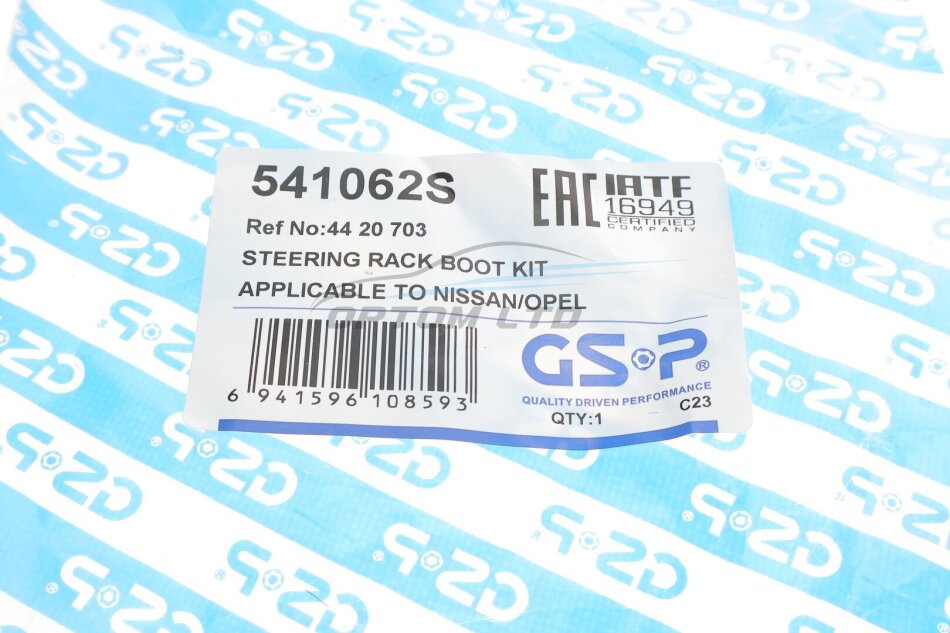 541062S
EAC
IATF
16949
CERTIFIED
COMPANY
Ref No:44 20 703
STEERING RACK BOOT KIT
APPLICABLE TO NISSAN/OPEL
OPTOM LTD
6 941596 108593
GSP®
QUALITY DRIVEN PERFORMANCE
QTY:1
C23